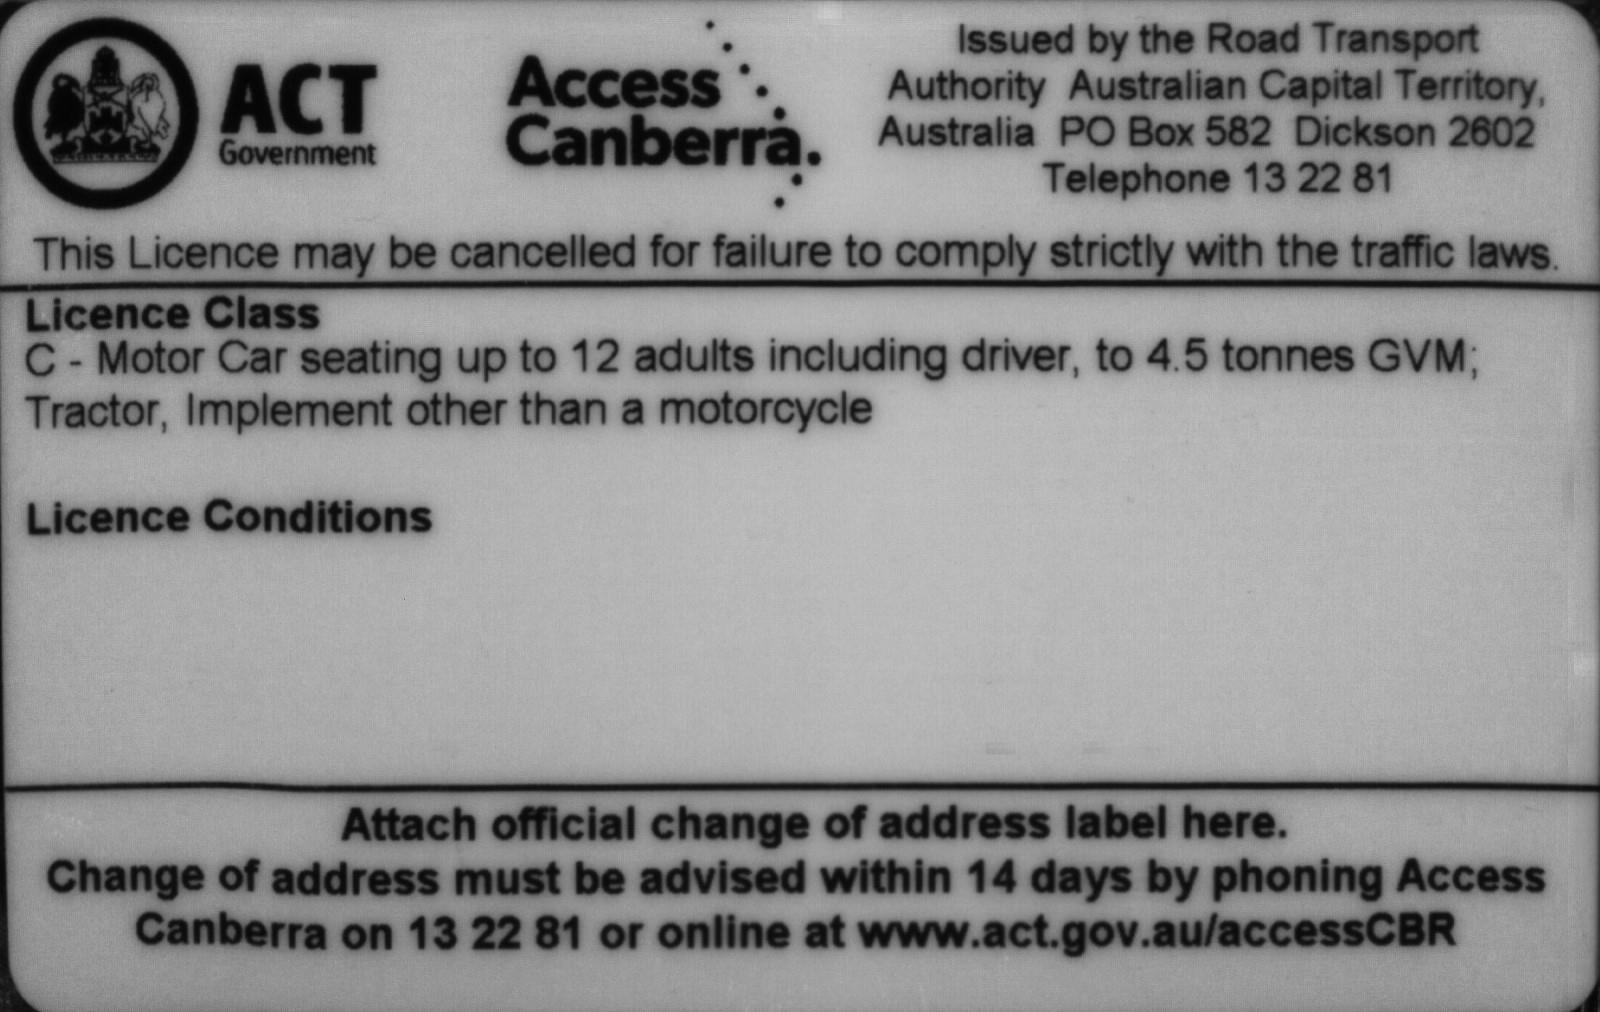 ACT
Government
Access
Canberra.
Issued by the Road Transport
Authority Australian Capital Territory,
Australia PO Box 582 Dickson 2602
Telephone 13 22 81
This Licence may be cancelled for failure to comply strictly with the traffic laws.
Licence Class
C - Motor Car seating up to 12 adults including driver, to 4.5 tonnes GVM;
Tractor, Implement other than a motorcycle
Licence Conditions
Attach official change of address label here.
Change of address must be advised within 14 days by phoning Access
Canberra on 13 22 81 or online at www.act.gov.au/accessCBR